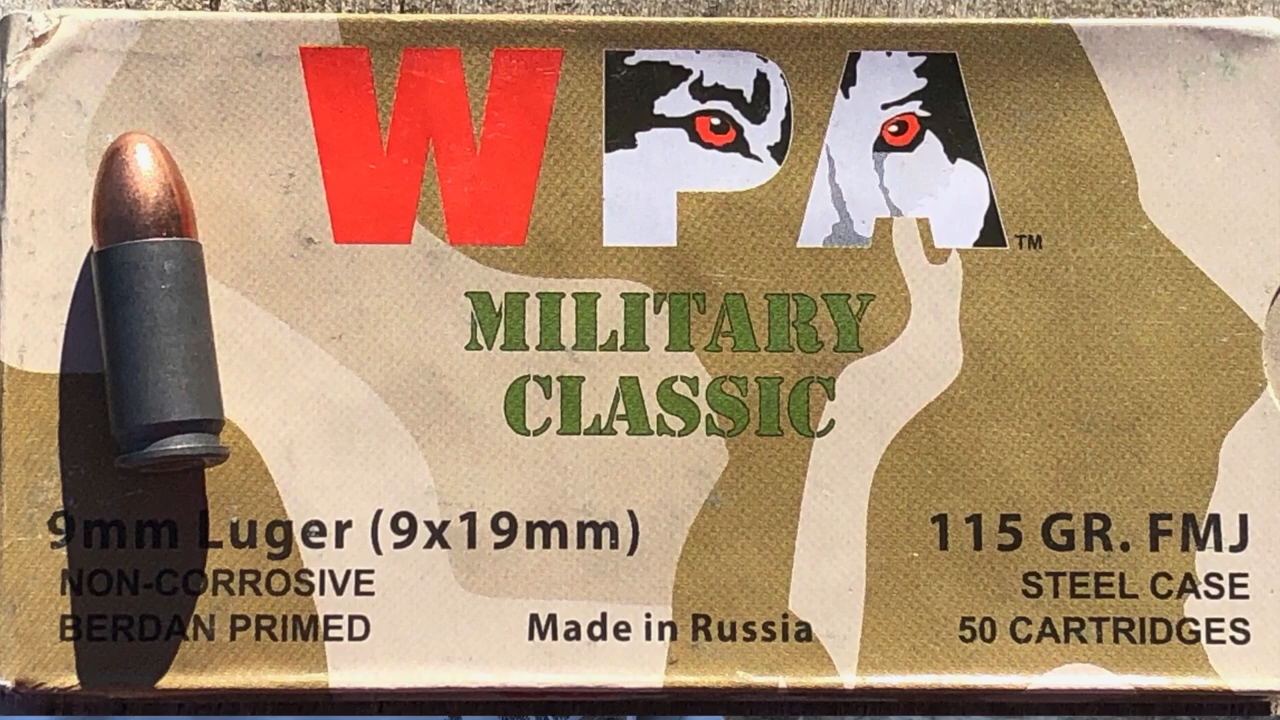 WPA™
MILITARY
CLASSIC
9mm Luger (9x19mm)
NON-CORROSIVE
BERDAN PRIMED
Made in Russia
115 GR. FMJ
STEEL CASE
50 CARTRIDGES